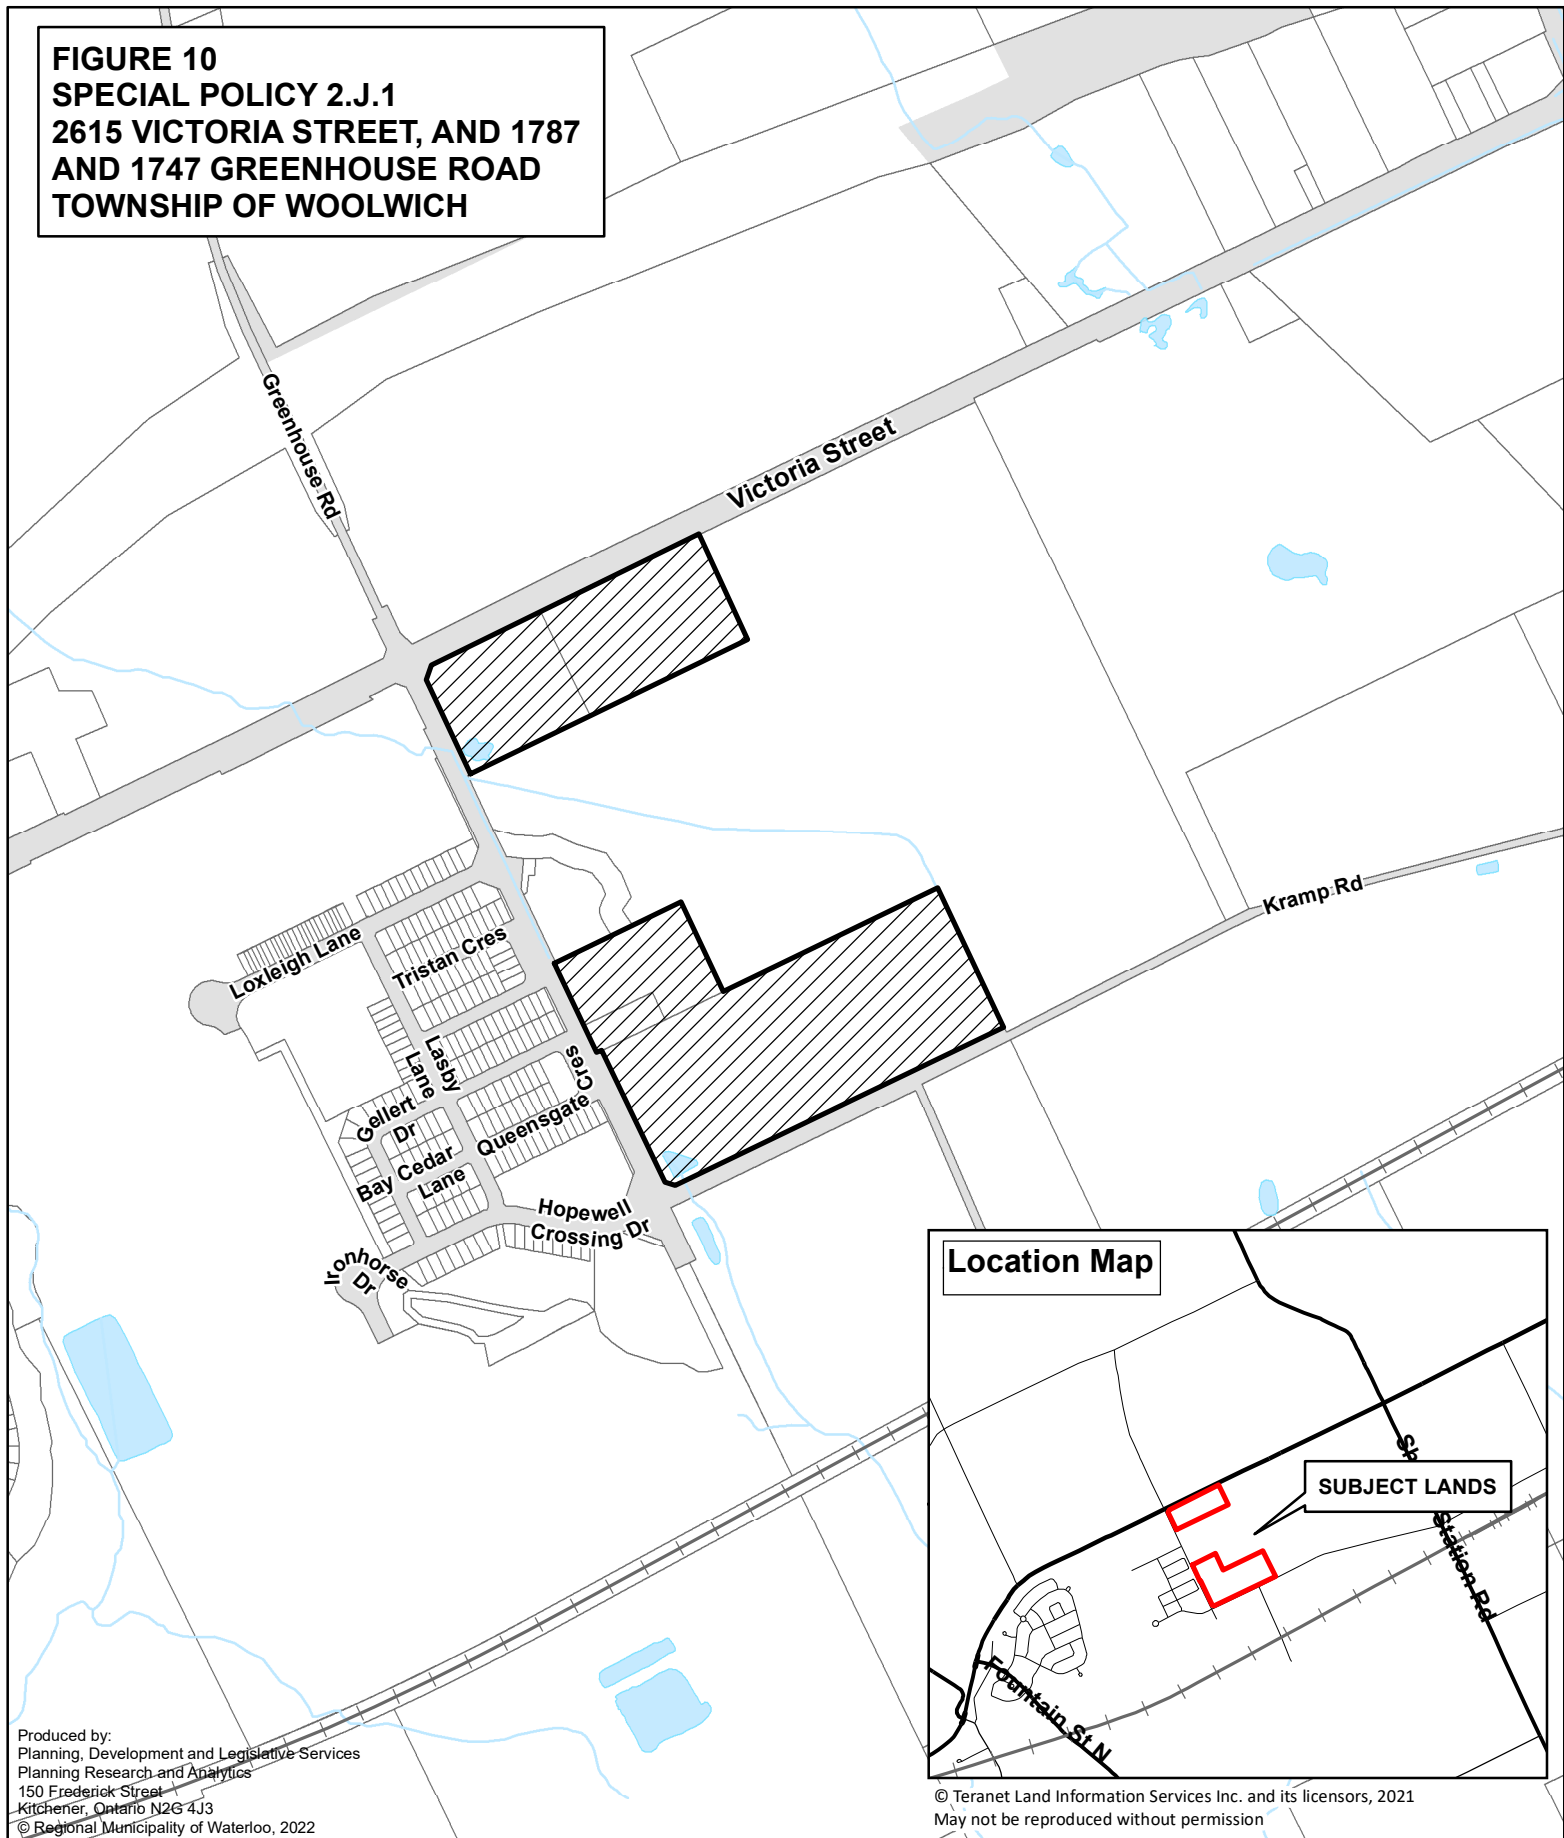 FIGURE 10
SPECIAL POLICY 2.J.1
2615 VICTORIA STREET, AND 1787
AND 1747 GREENHOUSE ROAD
TOWNSHIP OF WOOLWICH
Greenhouse Rd
Victoria Street
Kramp Rd
Loxleigh Lane
Tristan Cres
Lasby
Lane
Gellert
Dr
Queensgate Cres
Bay Cedar
Lane
Hopewell
Crossing Dr
Ironhorse
Dr
Location Map
SUBJECT LANDS
Station Rd
Fountain St N
Produced by:
Planning, Development and Legislative Services
Planning Research and Analytics
150 Frederick Street
Kitchener, Ontario N2G 4J3
© Regional Municipality of Waterloo, 2022
© Teranet Land Information Services Inc. and its licensors, 2021
May not be reproduced without permission